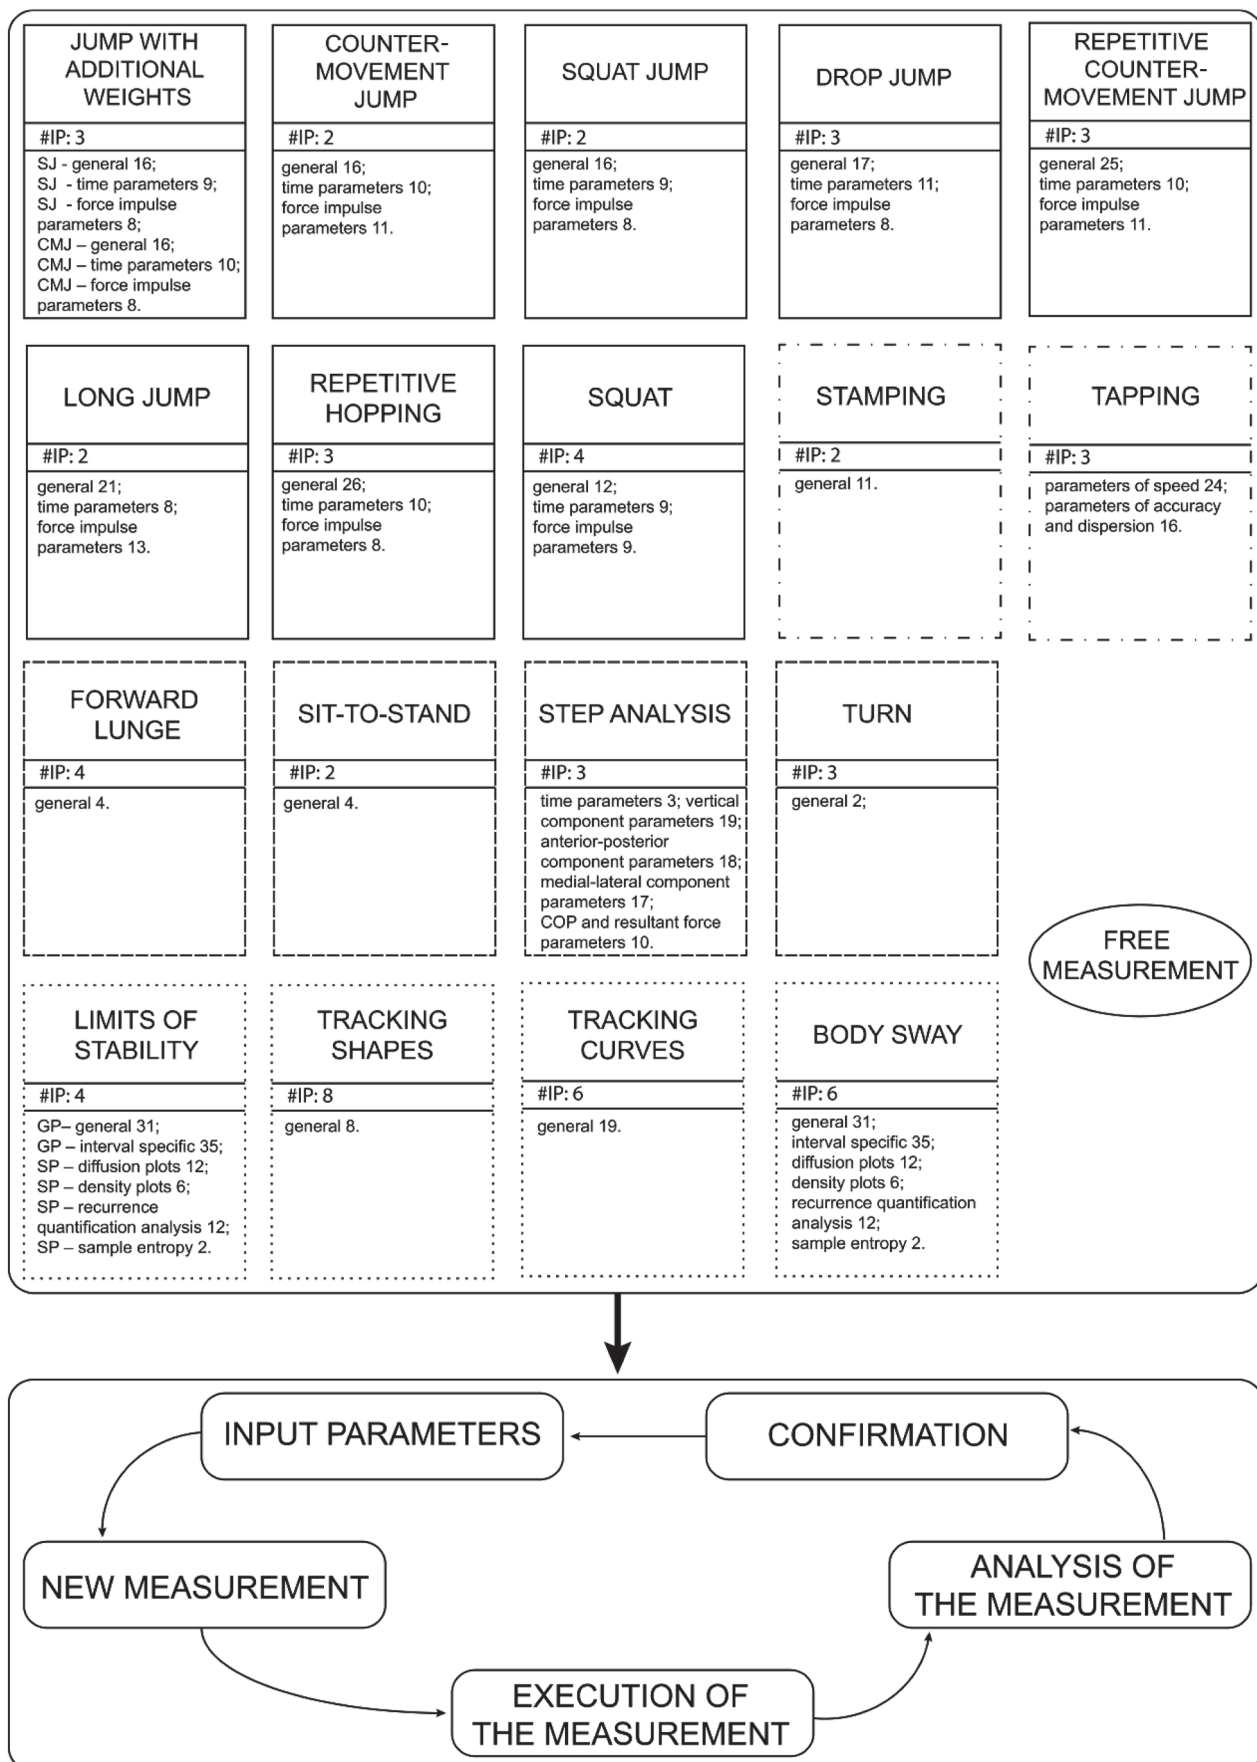 JUMP WITH
ADDITIONAL
WEIGHTS
#IP: 3
SJ - general 16;
SJ - time parameters 9;
SJ - force impulse
parameters 8;
CMJ – general 16;
CMJ – time parameters 10;
CMJ – force impulse
parameters 8.
COUNTER-
MOVEMENT
JUMP
#IP: 2
general 16;
time parameters 10;
force impulse
parameters 11.
SQUAT JUMP
#IP: 2
general 16;
time parameters 9;
force impulse
parameters 8.
DROP JUMP
#IP: 3
general 17;
time parameters 11;
force impulse
parameters 8.
REPETITIVE
COUNTER-
MOVEMENT JUMP
#IP: 3
general 25;
time parameters 10;
force impulse
parameters 11.
LONG JUMP
#IP: 2
general 21;
time parameters 8;
force impulse
parameters 13.
REPETITIVE
HOPPING
#IP: 3
general 26;
time parameters 10;
force impulse
parameters 8.
SQUAT
#IP: 4
general 12;
time parameters 9;
force impulse
parameters 9.
STAMPING
#IP: 2
general 11.
TAPPING
#IP: 3
parameters of speed 24;
parameters of accuracy
and dispersion 16.
FORWARD
LUNGE
#IP: 4
general 4.
SIT-TO-STAND
#IP: 2
general 4.
STEP ANALYSIS
#IP: 3
time parameters 3; vertical
component parameters 19;
anterior-posterior
component parameters 18;
medial-lateral component
parameters 17;
COP and resultant force
parameters 10.
TURN
#IP: 3
general 2;
FREE
MEASUREMENT
LIMITS OF
STABILITY
#IP: 4
GP– general 31;
GP – interval specific 35;
SP – diffusion plots 12;
SP – density plots 6;
SP – recurrence
quantification analysis 12;
SP – sample entropy 2.
TRACKING
SHAPES
#IP: 8
general 8.
TRACKING
CURVES
#IP: 6
general 19.
BODY SWAY
#IP: 6
general 31;
interval specific 35;
diffusion plots 12;
density plots 6;
recurrence quantification
analysis 12;
sample entropy 2.
INPUT PARAMETERS
CONFIRMATION
NEW MEASUREMENT
ANALYSIS OF
THE MEASUREMENT
EXECUTION OF
THE MEASUREMENT